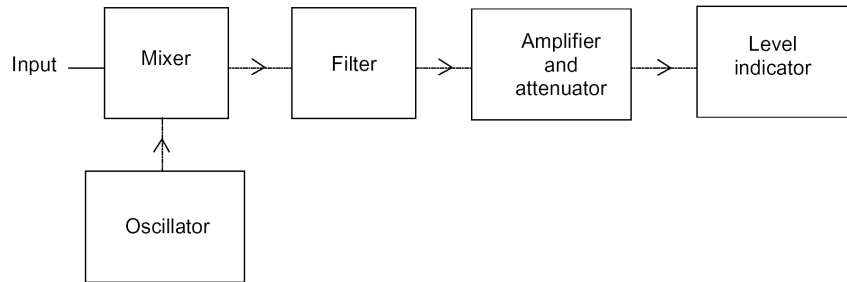 Input
Mixer
Filter
Amplifier
and
attenuator
Level
indicator
Oscillator